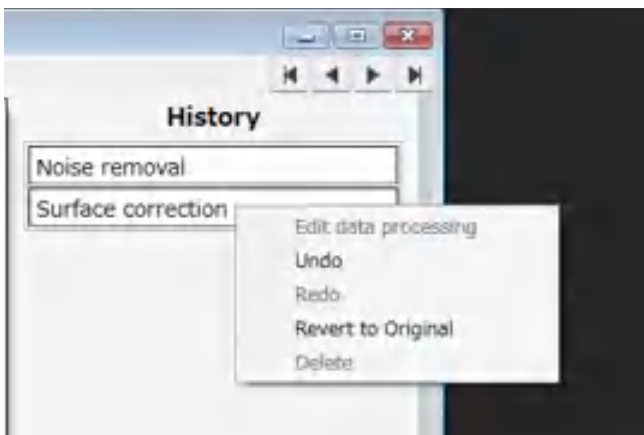 History
Noise removal
Surface correction
Edit data processing
Undo
Redo
Revert to Original
Delete